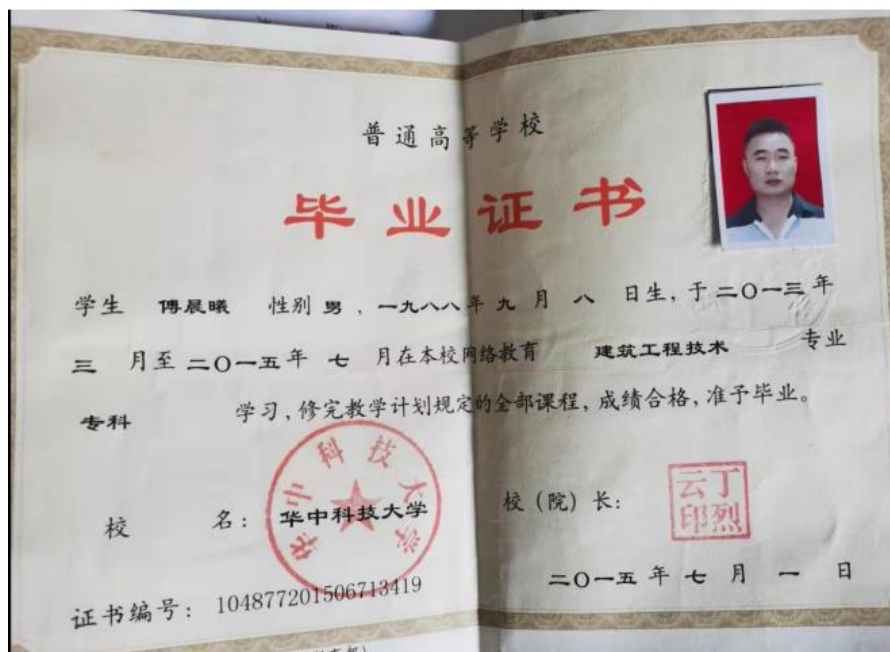 普通高等学校
毕业证书
学生 傅晨曦 性别 男，一九八八年 九 月 八 日生，于二〇一三年
三 月至 二〇一五年 七 月在本校网络教育 建筑工程技术 专业
专科 学习，修完教学计划规定的全部课程，成绩合格，准予毕业。
华中科技大学
校 名：华中科技大学 校（院）长：
丁烈云印
二〇一五 年 七 月 一 日
证书编号：104877201506713419